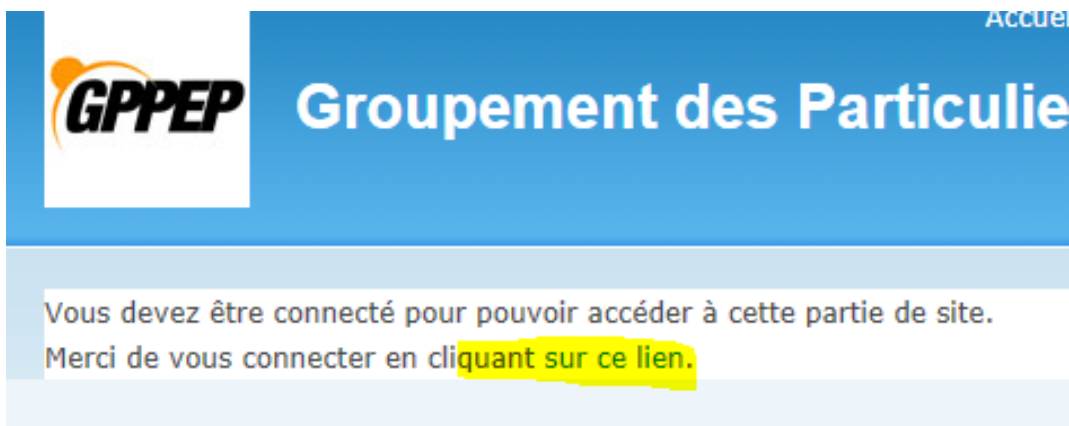 Accuei
GPPEP
Groupement des Particulie
Vous devez être connecté pour pouvoir accéder à cette partie de site.
Merci de vous connecter en cliquant sur ce lien.